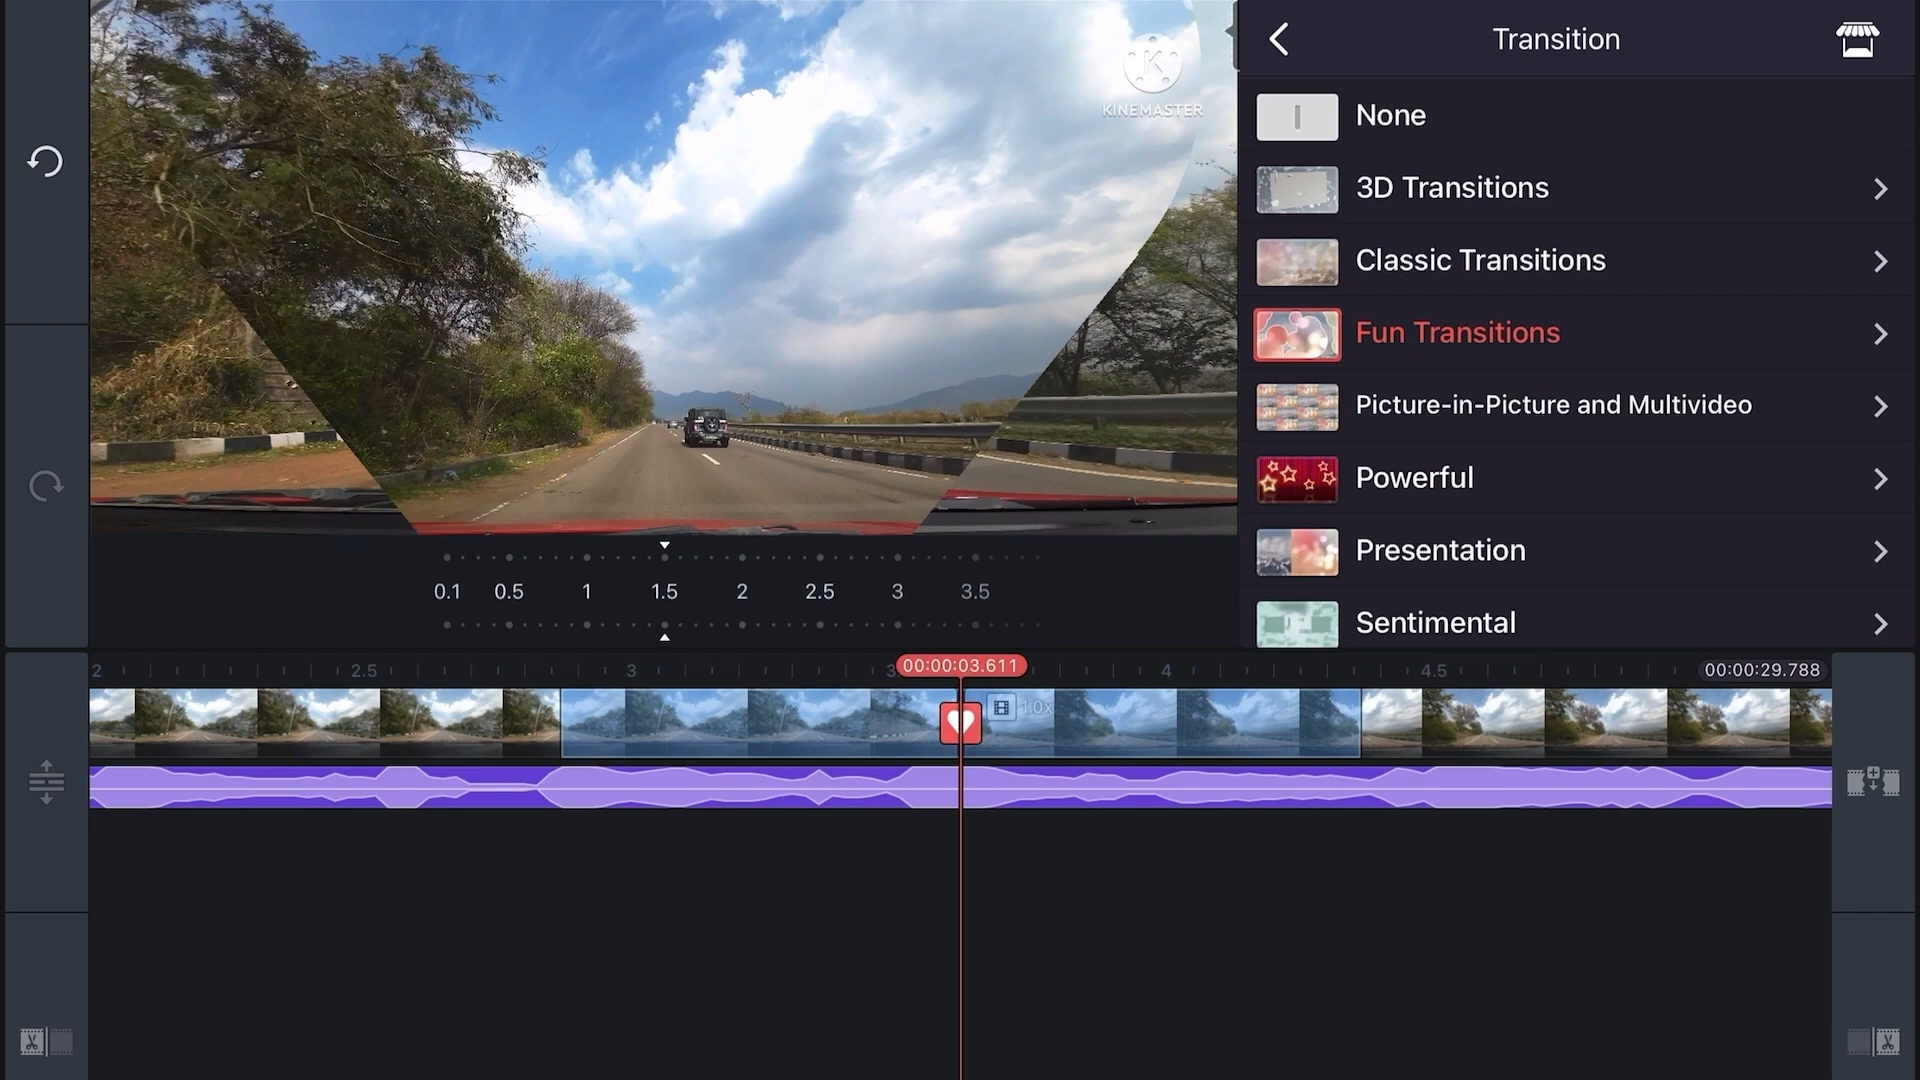 KINEMASTER
Transition
None
3D Transitions
Classic Transitions
Fun Transitions
Picture-in-Picture and Multivideo
Powerful
Presentation
Sentimental
0.1 0.5 1 1.5 2 2.5 3 3.5
2 2.5 3 00:00:03.611 4 4.5 00:00:29.788
1.0x